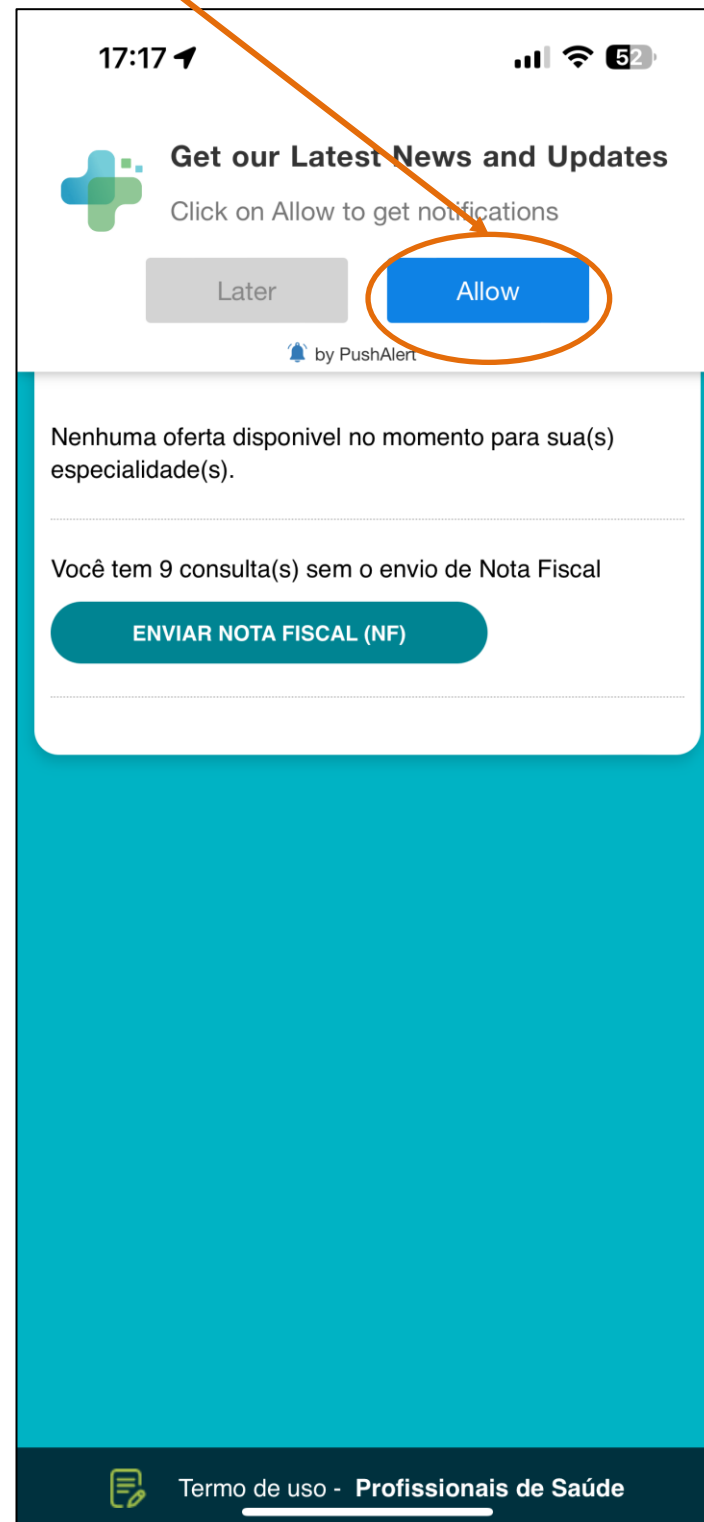 17:17
52
Get our Latest News and Updates
Click on Allow to get notifications
Later
Allow
by PushAlert
Nenhuma oferta disponivel no momento para sua(s)
especialidade(s).
Você tem 9 consulta(s) sem o envio de Nota Fiscal
ENVIAR NOTA FISCAL (NF)
Termo de uso - Profissionais de Saúde